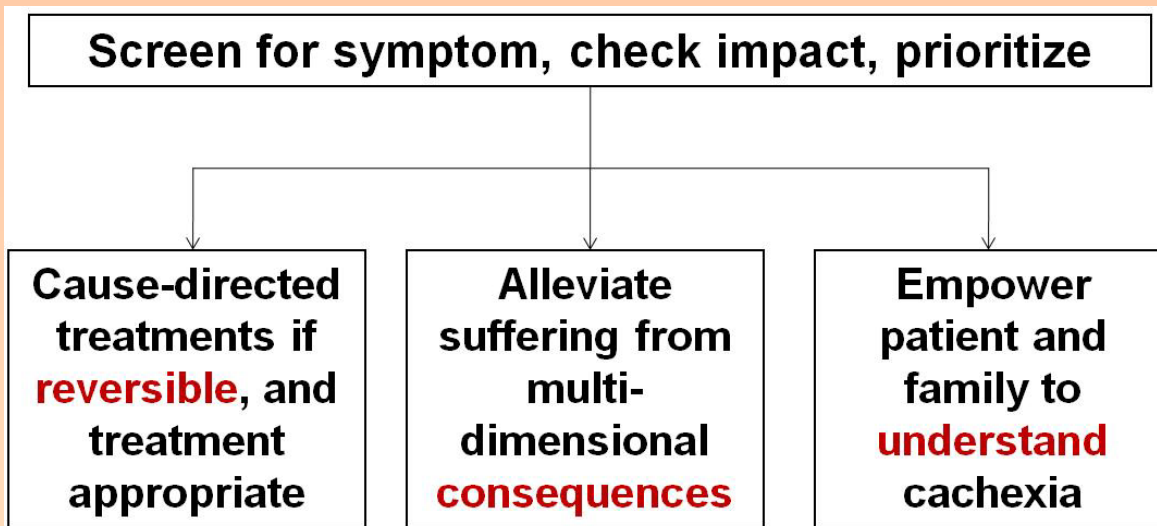 Screen for symptom, check impact, prioritize
Cause-directed
treatments if
reversible, and
treatment
appropriate
Alleviate
suffering from
multi-
dimensional
consequences
Empower
patient and
family to
understand
cachexia